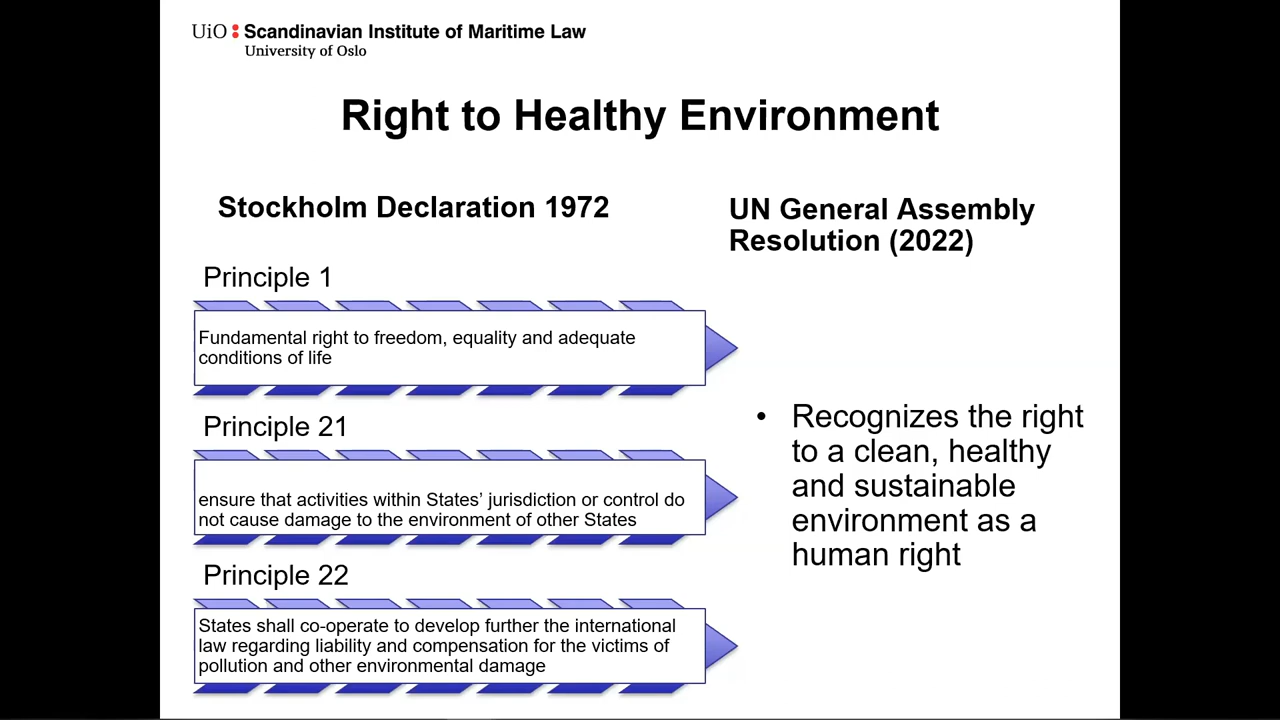 UiO : Scandinavian Institute of Maritime Law
University of Oslo
Right to Healthy Environment
Stockholm Declaration 1972
Principle 1
Fundamental right to freedom, equality and adequate
conditions of life
Principle 21
ensure that activities within States’ jurisdiction or control do
not cause damage to the environment of other States
Principle 22
States shall co-operate to develop further the international
law regarding liability and compensation for the victims of
pollution and other environmental damage
UN General Assembly
Resolution (2022)
• Recognizes the right
to a clean, healthy
and sustainable
environment as a
human right